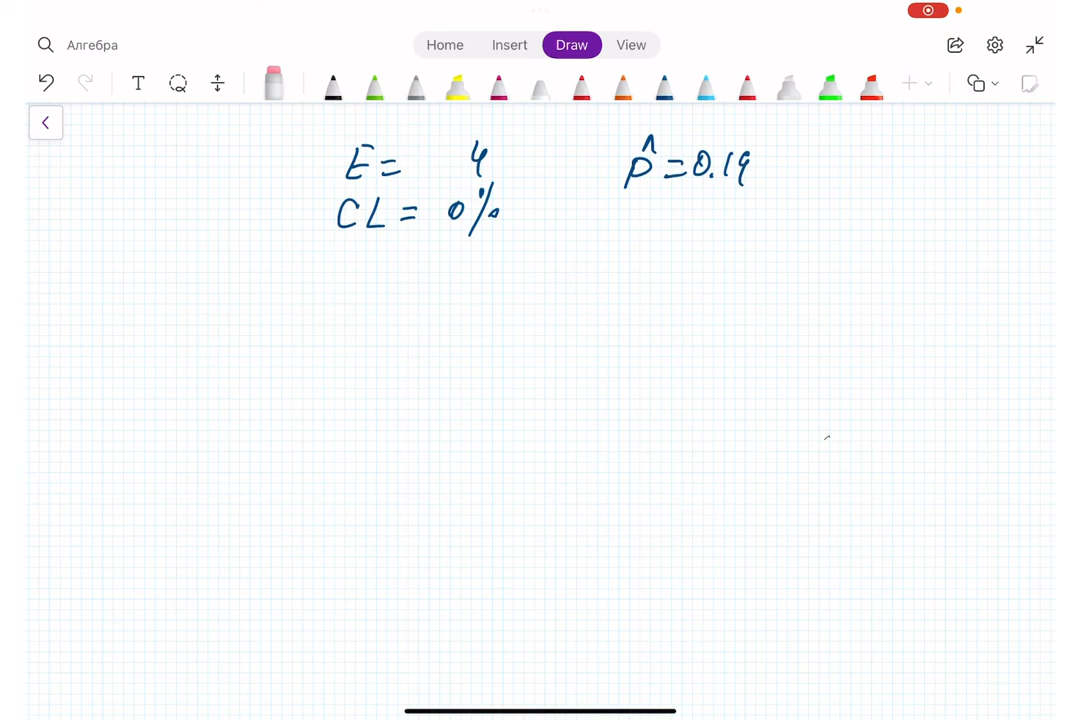 Алгебра
Home Insert Draw View
T
E = 4
p̂ = 0.19
CL = 0%